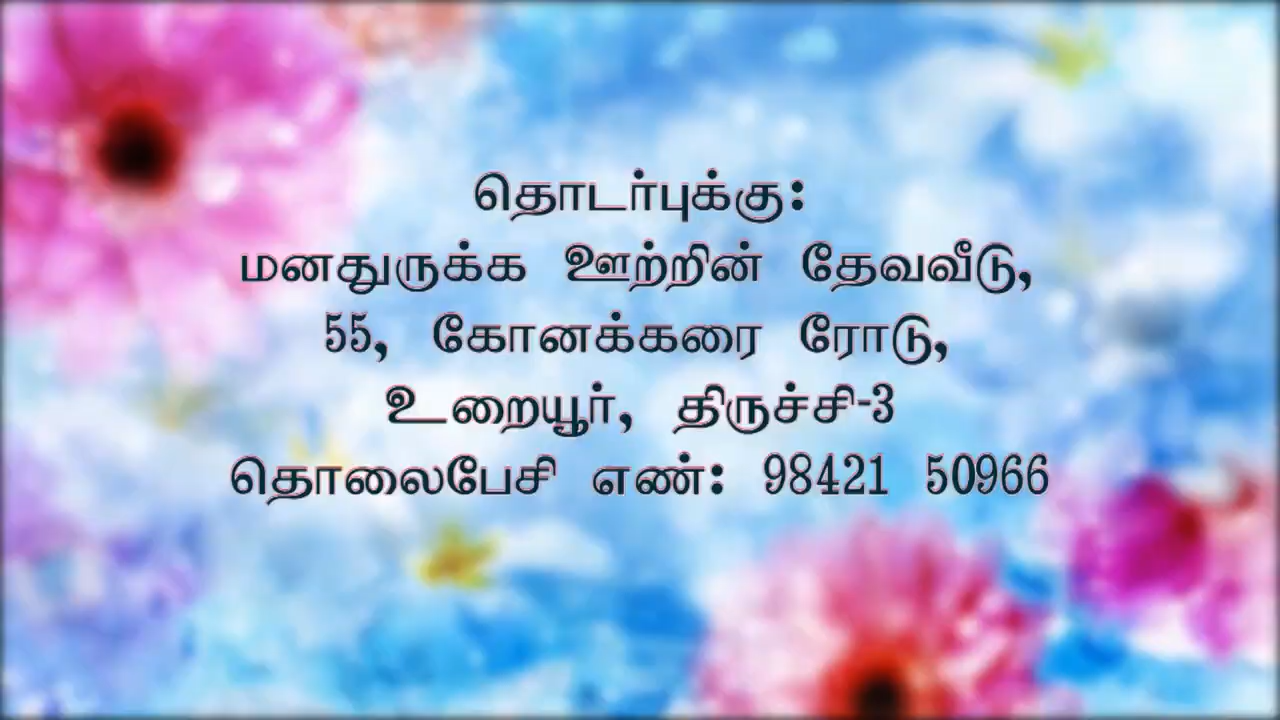 தொடர்புக்கு:
மனதுருக்க ஊற்றின் தேவவீடு,
55, கோனக்கரை ரோடு,
உறையூர், திருச்சி-3
தொலைபேசி எண்: 98421 50966